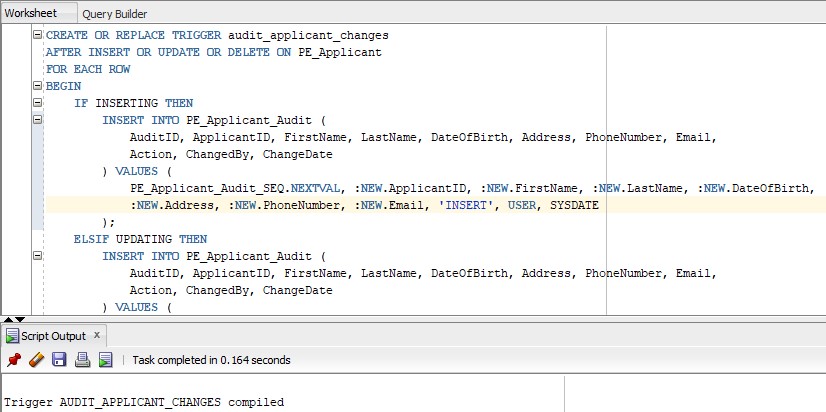 Worksheet Query Builder
CREATE OR REPLACE TRIGGER audit_applicant_changes
AFTER INSERT OR UPDATE OR DELETE ON PE_Applicant
FOR EACH ROW
BEGIN
IF INSERTING THEN
INSERT INTO PE_Applicant_Audit (
AuditID, ApplicantID, FirstName, LastName, DateOfBirth, Address, PhoneNumber, Email,
Action, ChangedBy, ChangeDate
) VALUES (
PE_Applicant_Audit_SEQ.NEXTVAL, :NEW.ApplicantID, :NEW.FirstName, :NEW.LastName, :NEW.DateOfBirth,
:NEW.Address, :NEW.PhoneNumber, :NEW.Email, 'INSERT', USER, SYSDATE
);
ELSIF UPDATING THEN
INSERT INTO PE_Applicant_Audit (
AuditID, ApplicantID, FirstName, LastName, DateOfBirth, Address, PhoneNumber, Email,
Action, ChangedBy, ChangeDate
) VALUES (
Script Output x
Task completed in 0.164 seconds
Trigger AUDIT_APPLICANT_CHANGES compiled